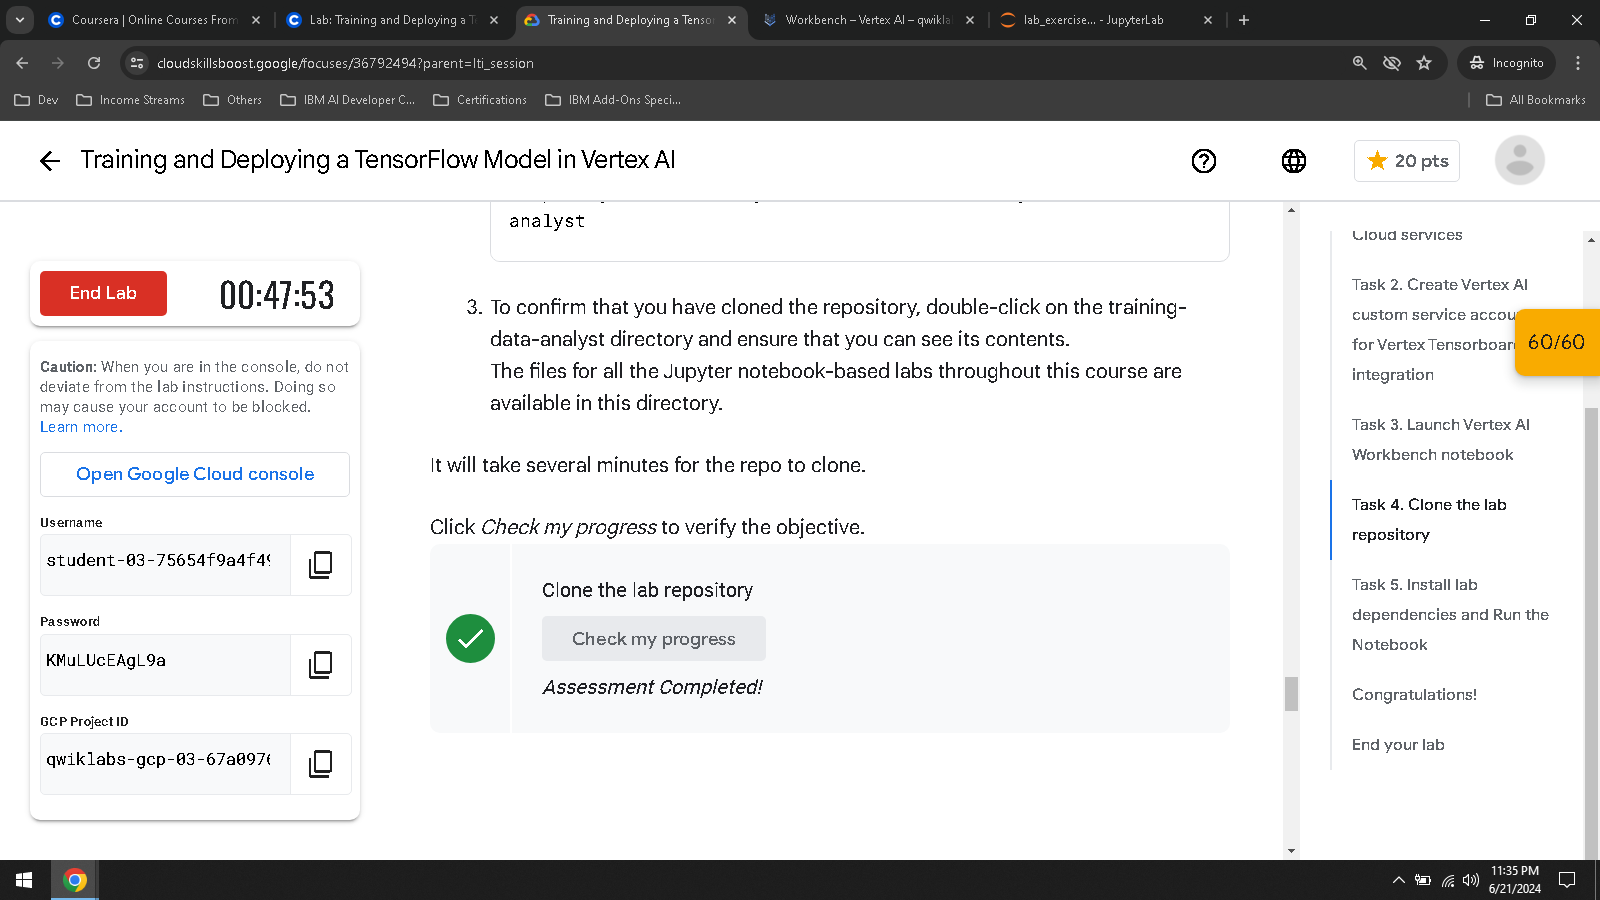 Coursera | Online Courses From
Lab: Training and Deploying a T
Training and Deploying a Tensor
Workbench – Vertex AI – qwikla
lab_exercise... - JupyterLab
cloudskillsboost.google/focuses/36792494?parent=lti_session
Incognito
Dev
Income Streams
Others
IBM AI Developer C...
Certifications
IBM Add-Ons Speci...
All Bookmarks
Training and Deploying a TensorFlow Model in Vertex AI
20 pts
analyst
End Lab
00:47:53
Caution: When you are in the console, do not
deviate from the lab instructions. Doing so
may cause your account to be blocked.
Learn more.
Open Google Cloud console
Username
student-03-75654f9a4f49
Password
KMuLUcEAgL9a
GCP Project ID
qwiklabs-gcp-03-67a0976
3. To confirm that you have cloned the repository, double-click on the training-
data-analyst directory and ensure that you can see its contents.
The files for all the Jupyter notebook-based labs throughout this course are
available in this directory.
It will take several minutes for the repo to clone.
Click Check my progress to verify the objective.
Clone the lab repository
Check my progress
Assessment Completed!
Cloud services
Task 2. Create Vertex AI
custom service accou
for Vertex Tensorboar
integration
60/60
Task 3. Launch Vertex AI
Workbench notebook
Task 4. Clone the lab
repository
Task 5. Install lab
dependencies and Run the
Notebook
Congratulations!
End your lab
11:35 PM
6/21/2024